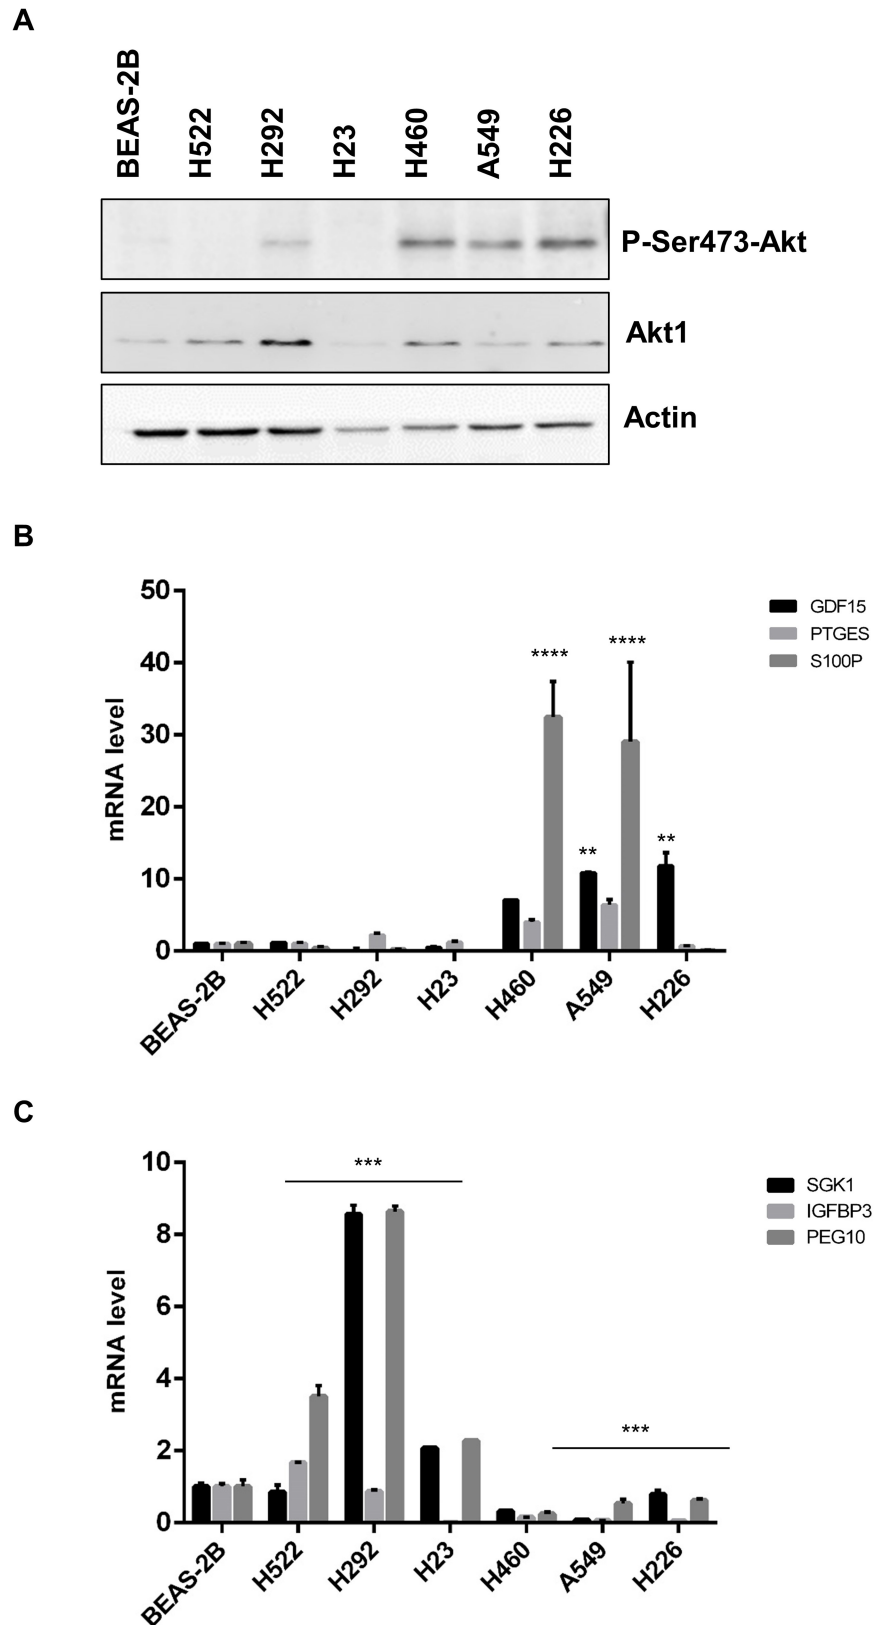 A
BEAS-2B
H522
H292
H23
H460
A549
H226
P-Ser473-Akt
Akt1
Actin
B
50
40
30
20
10
0
mRNA level
****
****
**
**
GDF15
PTGES
S100P
BEAS-2B
H522
H292
H23
H460
A549
H226
C
10
8
6
4
2
0
mRNA level
***
***
SGK1
IGFBP3
PEG10
BEAS-2B
H522
H292
H23
H460
A549
H226